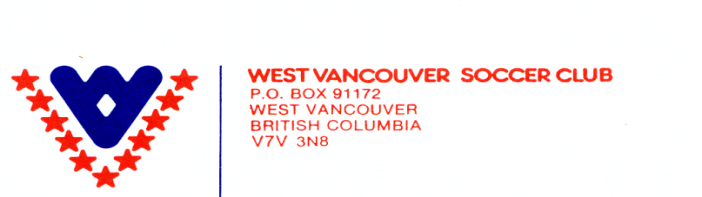 WEST VANCOUVER SOCCER CLUB
P.O. BOX 91172
WEST VANCOUVER
BRITISH COLUMBIA
V7V 3N8